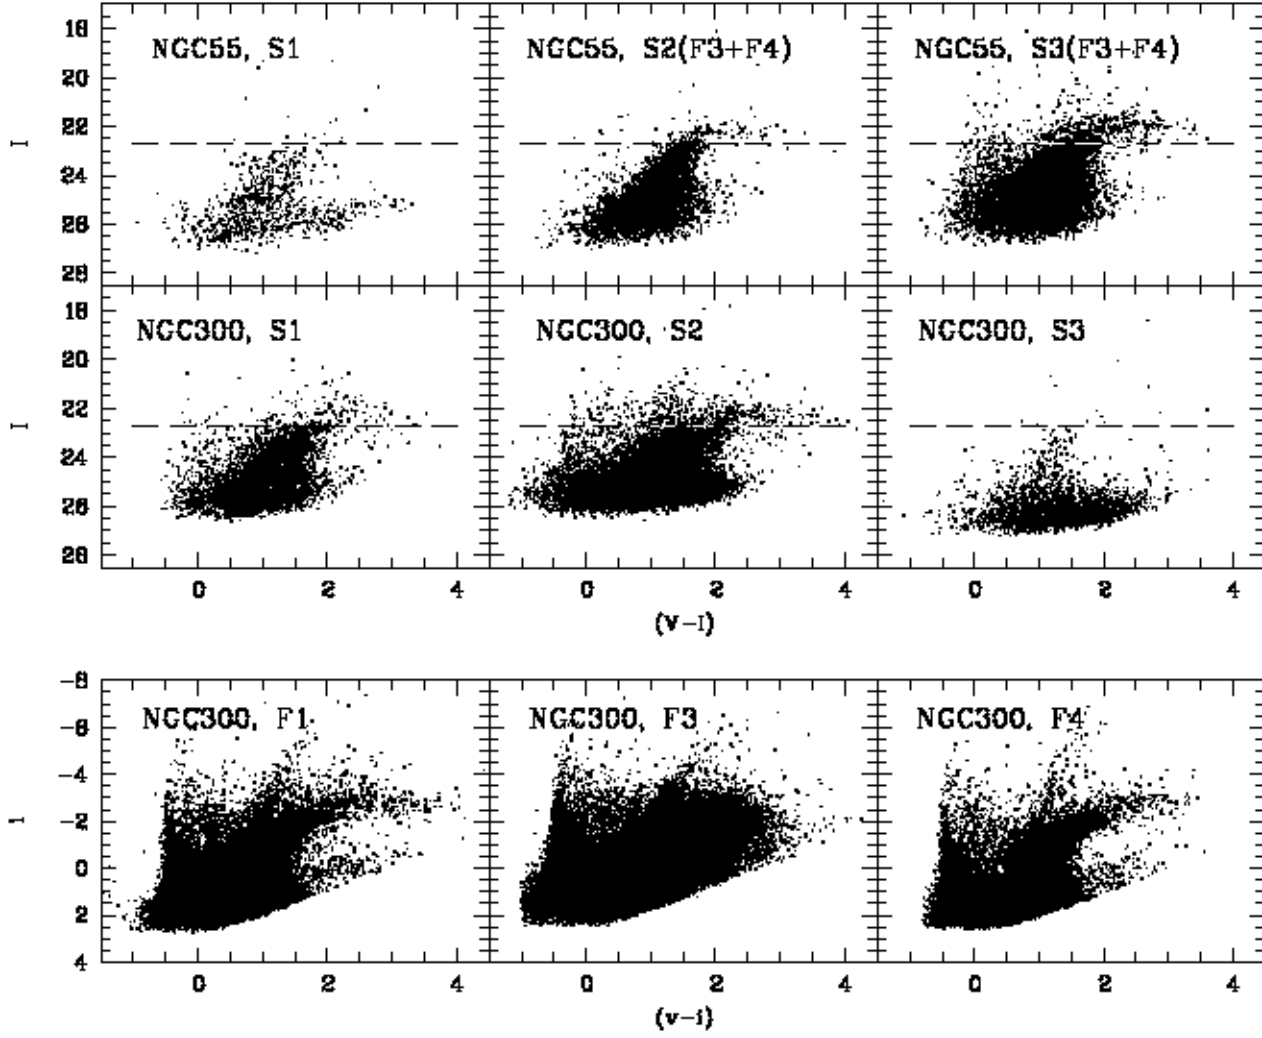 NGC55, S1
NGC55, S2(F3+F4)
NGC55, S3(F3+F4)
18
20
22
24
26
28
I
NGC300, S1
NGC300, S2
NGC300, S3
18
20
22
24
26
28
I
0 2 4
0 2 4
0 2 4
(V-I)
NGC300, F1
NGC300, F3
NGC300, F4
-8
-6
-4
-2
0
2
4
i
0 2 4
0 2 4
0 2 4
(v-i)